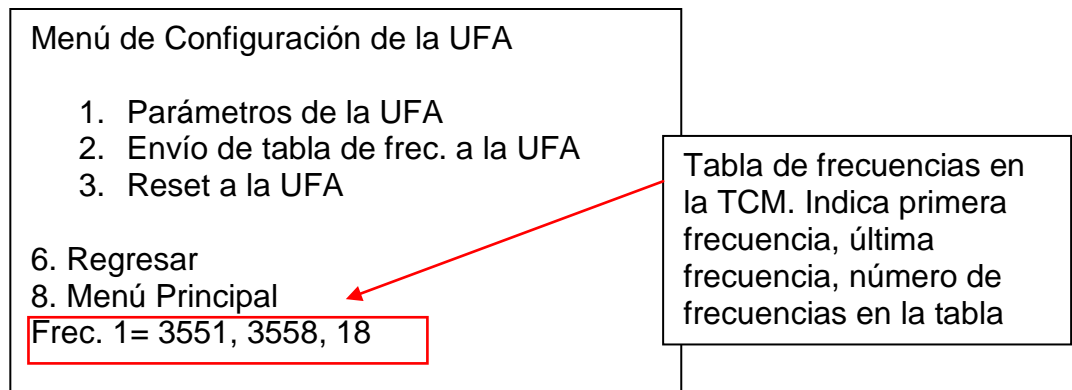 Menú de Configuración de la UFA
1. Parámetros de la UFA
2. Envío de tabla de frec. a la UFA
3. Reset a la UFA
6. Regresar
8. Menú Principal
Frec. 1= 3551, 3558, 18
Tabla de frecuencias en
la TCM. Indica primera
frecuencia, última
frecuencia, número de
frecuencias en la tabla